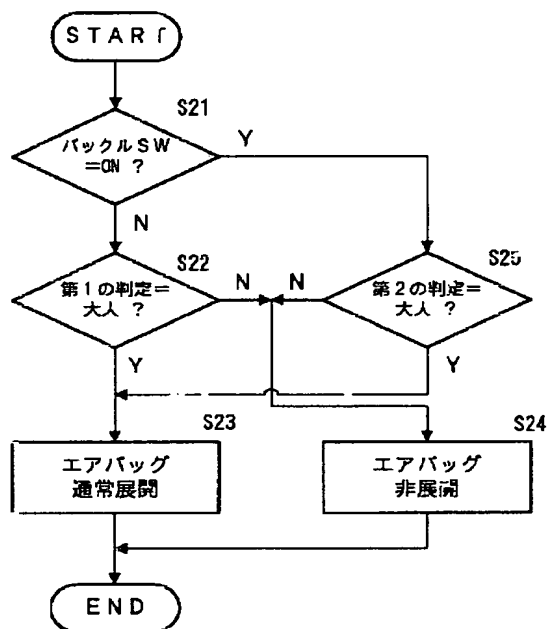 START
S21
バックルSW
=ON ?
Y
N
S22
第1の判定=
大人 ?
N
N
S25
第2の判定=
大人 ?
Y
Y
S23
エアバッグ
通常展開
S24
エアバッグ
非展開
END